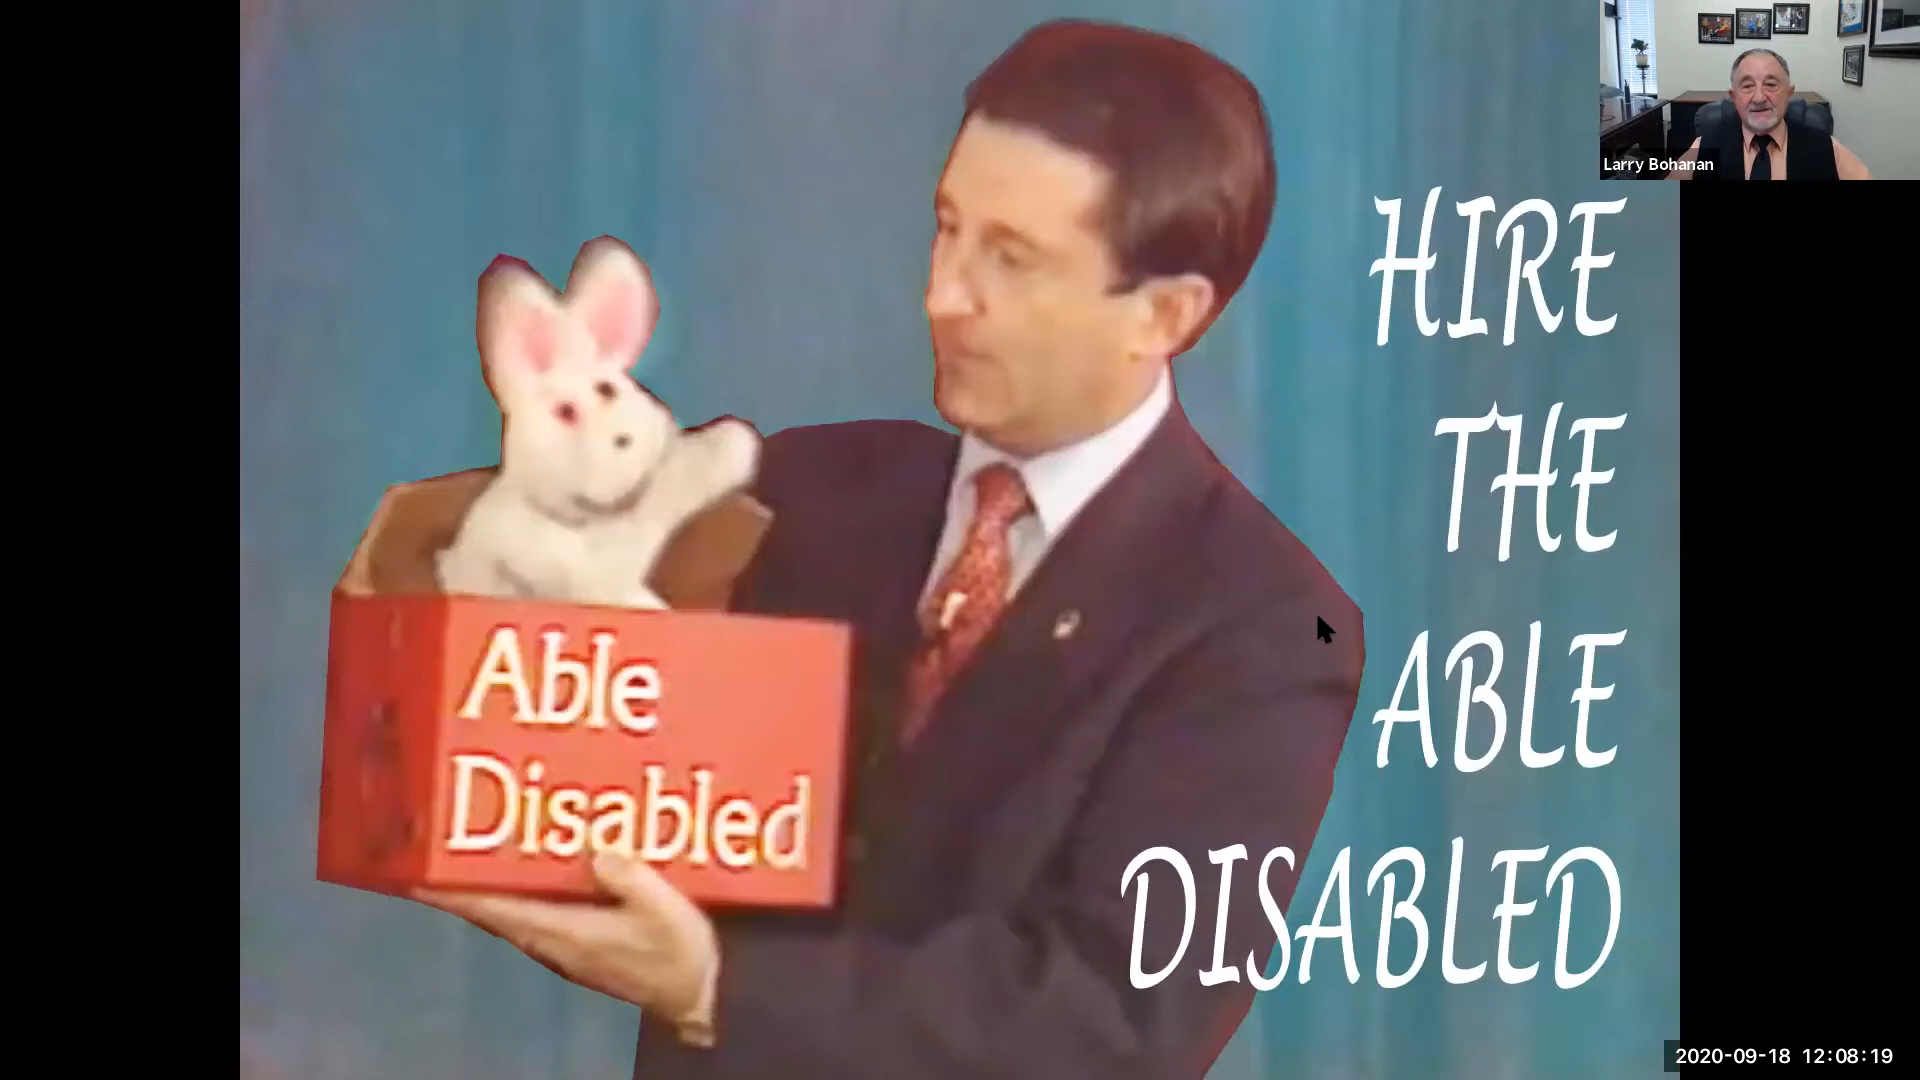 Larry Bohanan
HIRE
THE
ABLE
DISABLED
Able
Disabled
2020-09-18 12:08:19